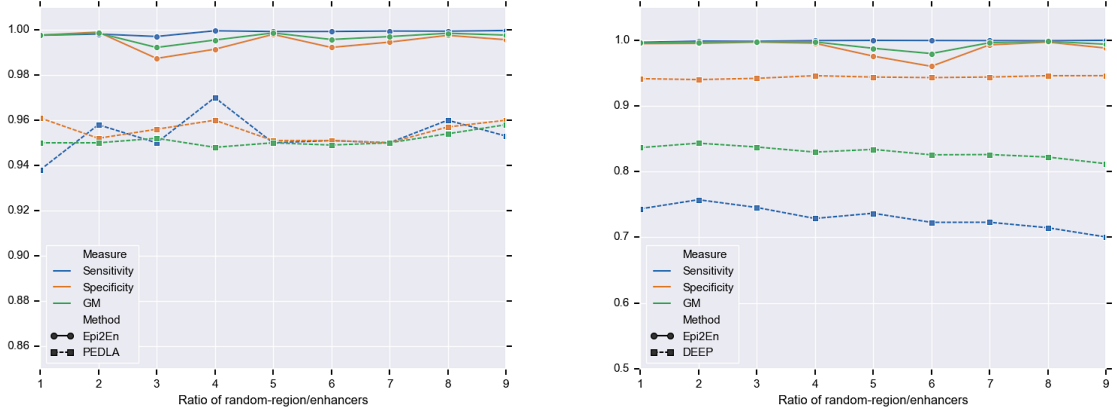 1.00
0.98
0.96
0.94
0.92
0.90
0.88
0.86
Measure
Sensitivity
Specificity
GM
Method
Epi2En
PEDLA
1 2 3 4 5 6 7 8 9
Ratio of random-region/enhancers
1.0
0.9
0.8
0.7
0.6
0.5
Measure
Sensitivity
Specificity
GM
Method
Epi2En
DEEP
1 2 3 4 5 6 7 8 9
Ratio of random-region/enhancers